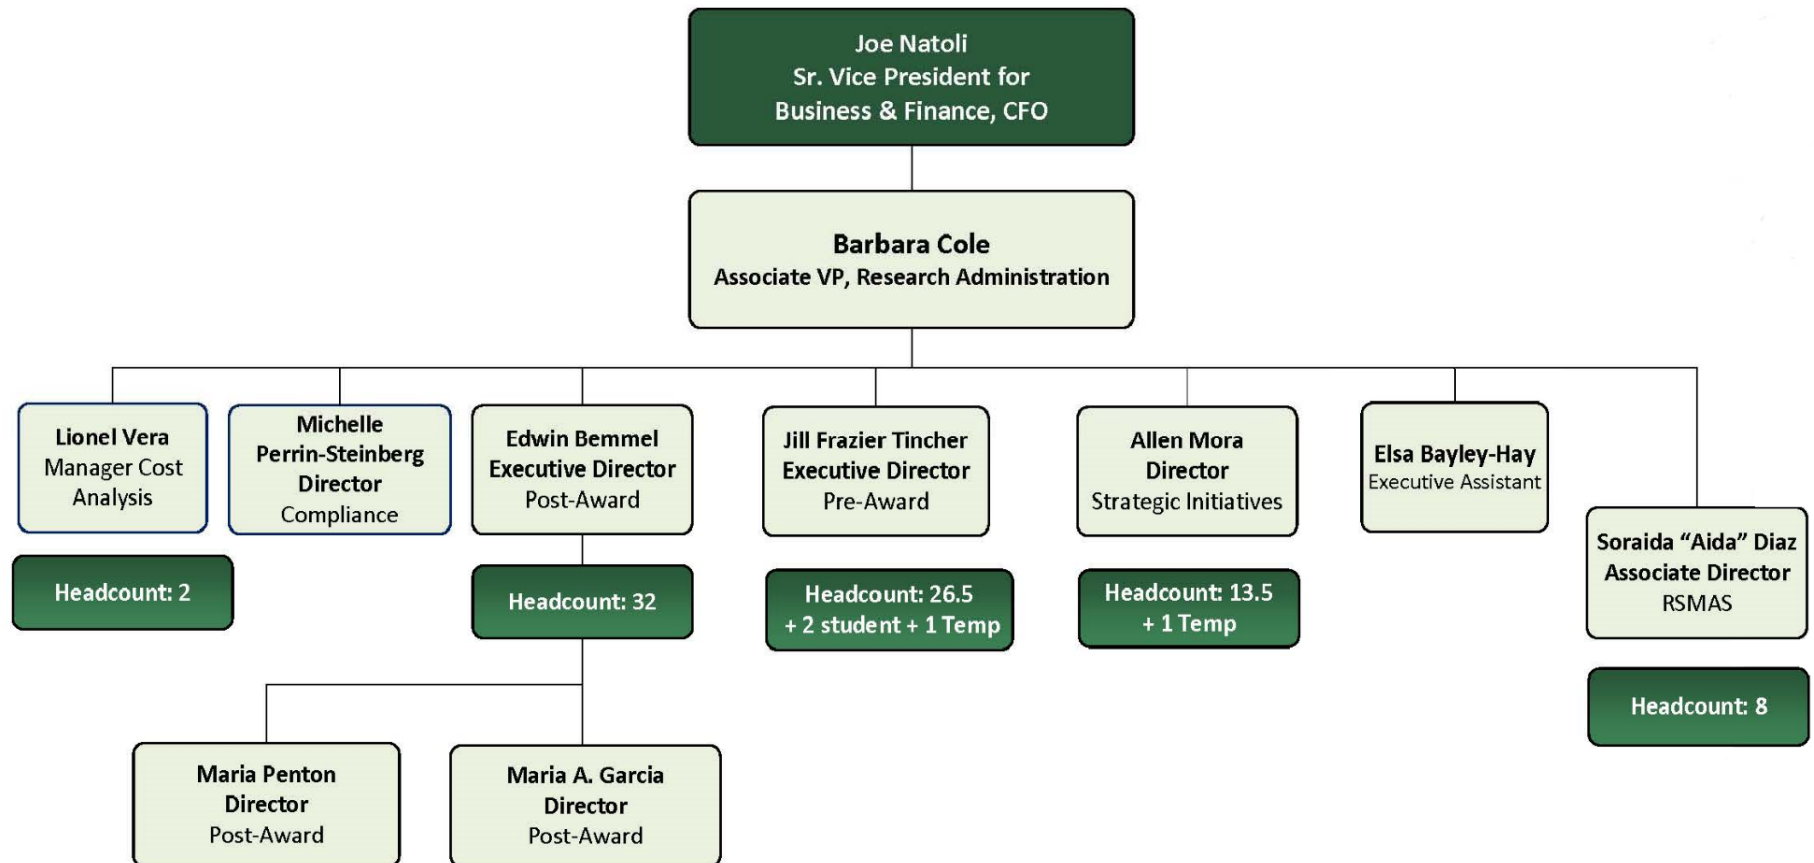 Joe Natoli
Sr. Vice President for
Business & Finance, CFO
Barbara Cole
Associate VP, Research Administration
Lionel Vera
Manager Cost
Analysis
Headcount: 2
Michelle
Perrin-Steinberg
Director
Compliance
Edwin Bemmel
Executive Director
Post-Award
Headcount: 32
Jill Frazier Tincher
Executive Director
Pre-Award
Headcount: 26.5
+ 2 student + 1 Temp
Allen Mora
Director
Strategic Initiatives
Headcount: 13.5
+ 1 Temp
Elsa Bayley-Hay
Executive Assistant
Soraida “Aida” Diaz
Associate Director
RSMAS
Headcount: 8
Maria Penton
Director
Post-Award
Maria A. Garcia
Director
Post-Award